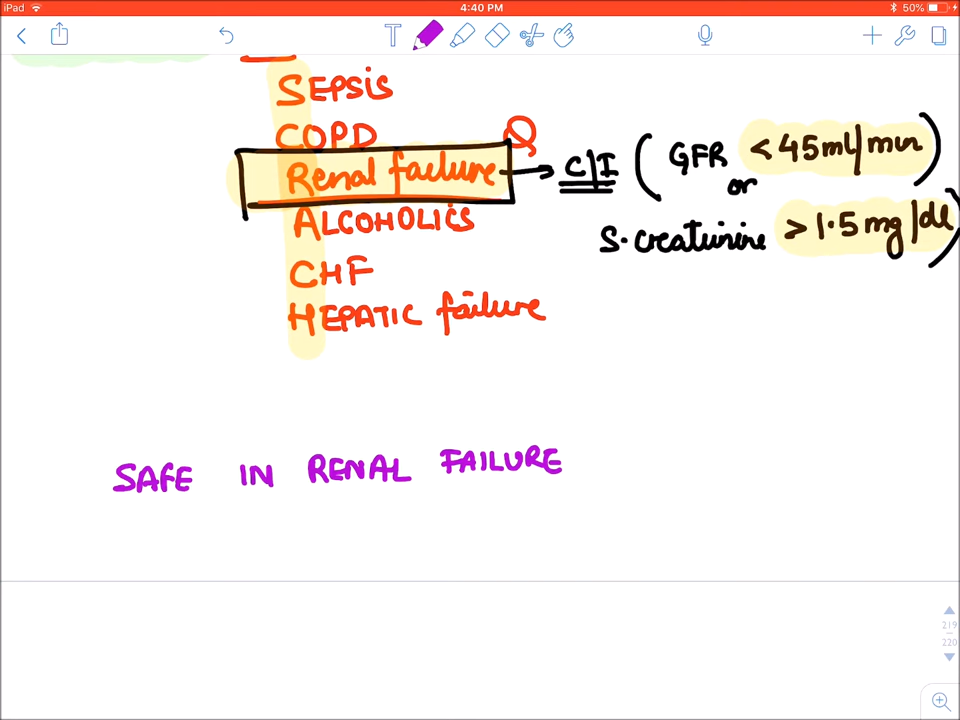 iPad 4:40 PM 50%
T
SEPSIS
COPD
Renal failure → C/I ( GFR < 45 ml/min )
or
S.creatinine > 1.5 mg/dl )
ALCOHOLICS
CHF
HEPATIC failure
SAFE IN RENAL FAILURE
219
220